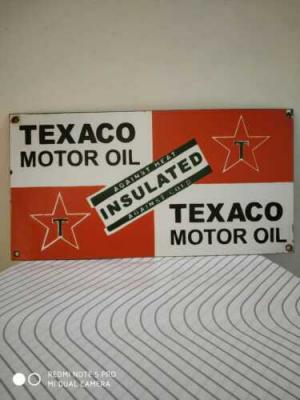 TEXACO
MOTOR OIL
T
AGAINST HEAT
INSULATED
AGAINST COLD
T
TEXACO
MOTOR OIL
REDMI NOTE 5 PRO
MI DUAL CAMERA